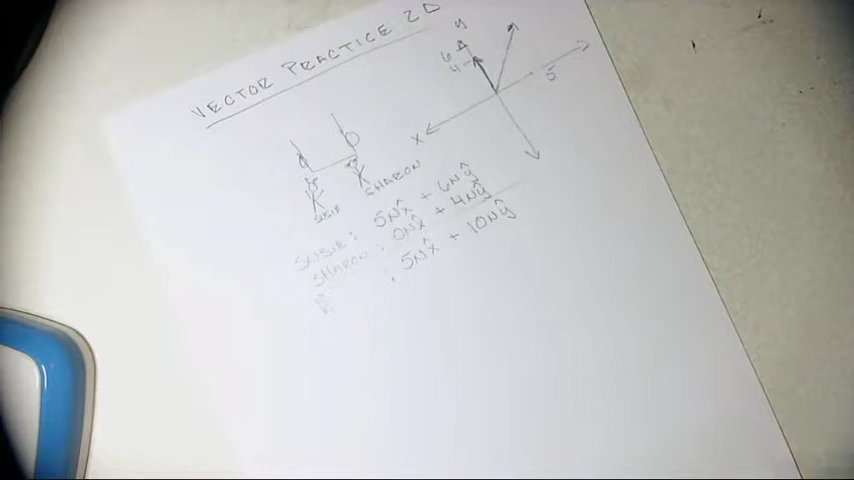 VECTOR PRACTICE 2D
y
6
4
5
x
SUSIE
SHARON
SUSIE: 5Nx̂ + 6Nŷ
SHARON: 0Nx̂ + 4Nŷ
: 5Nx̂ + 10Nŷ